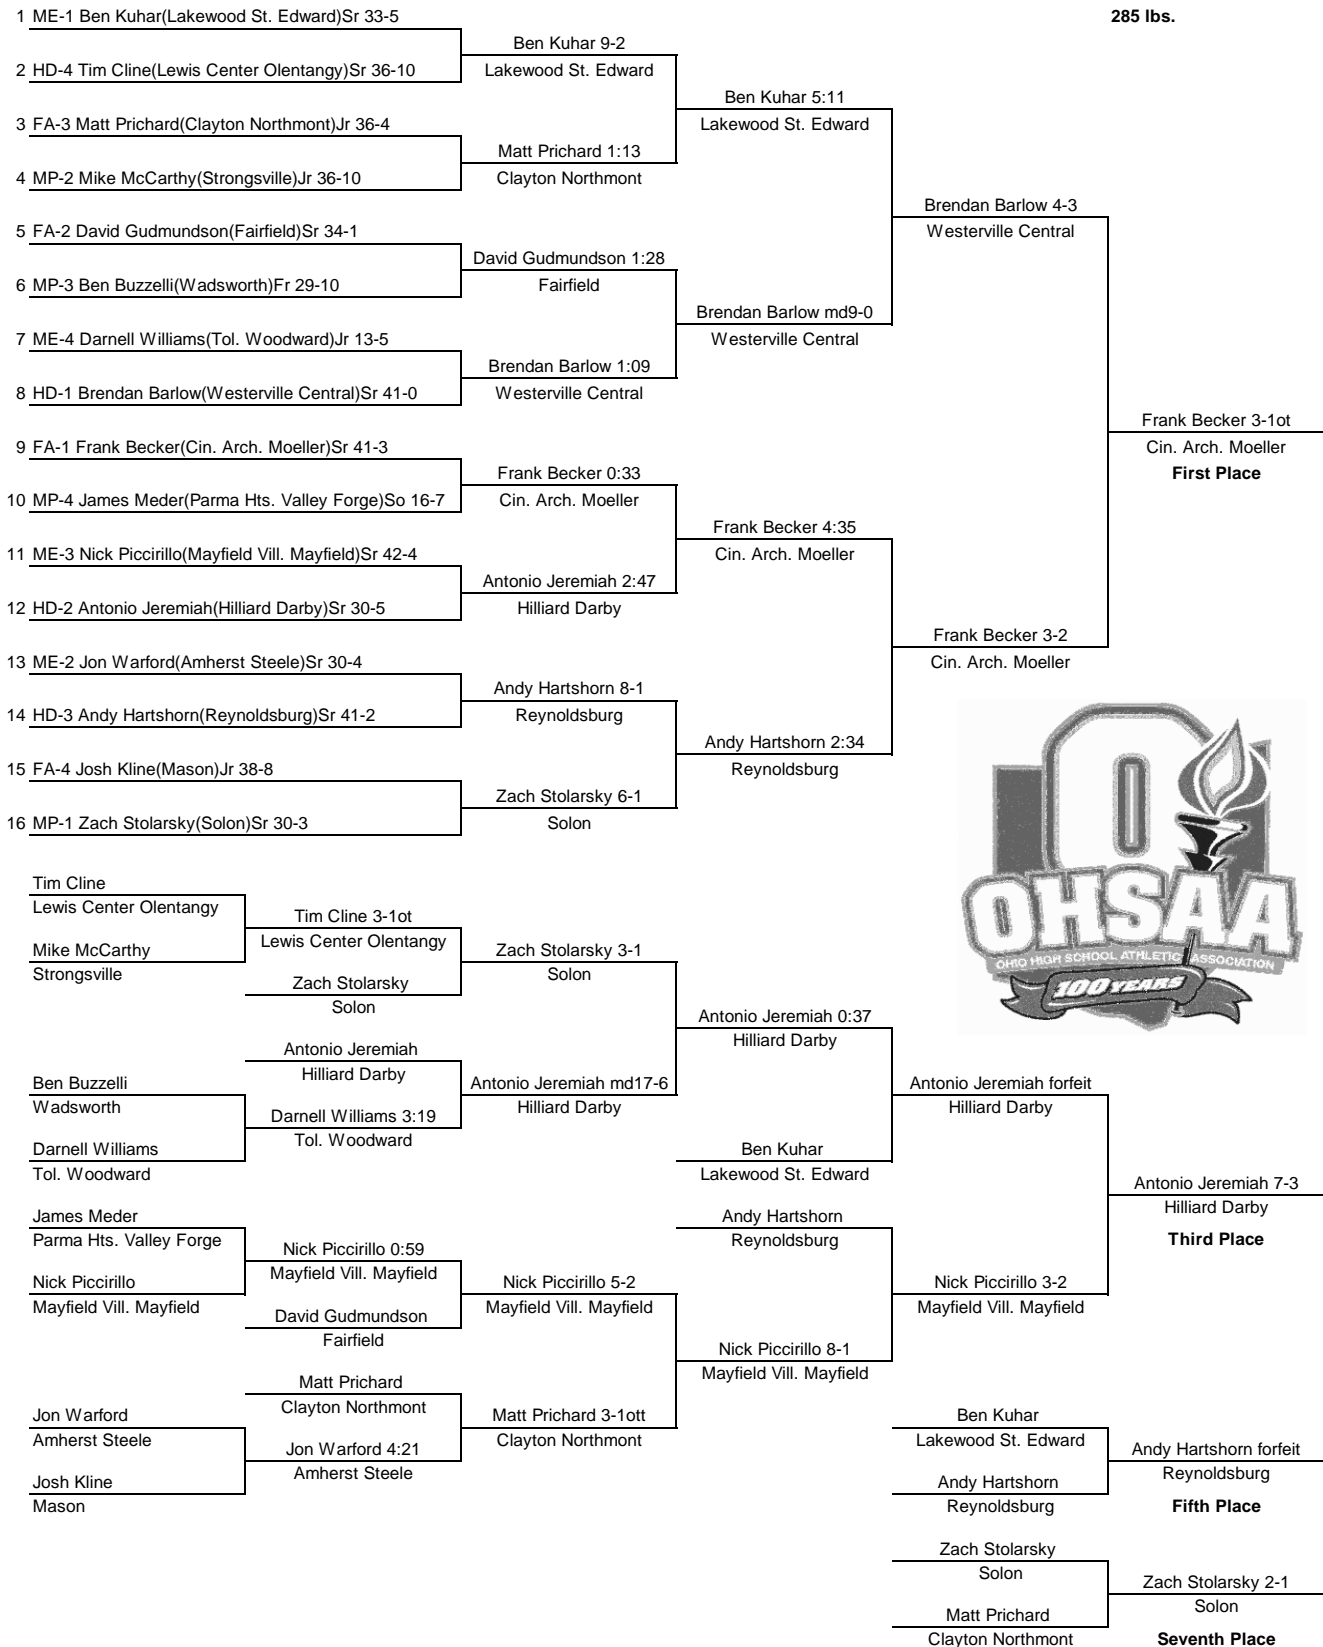 285 lbs.
1 ME-1 Ben Kuhar(Lakewood St. Edward)Sr 33-5
Ben Kuhar 9-2
2 HD-4 Tim Cline(Lewis Center Olentangy)Sr 36-10
Lakewood St. Edward
Ben Kuhar 5:11
3 FA-3 Matt Prichard(Clayton Northmont)Jr 36-4
Lakewood St. Edward
Matt Prichard 1:13
4 MP-2 Mike McCarthy(Strongsville)Jr 36-10
Clayton Northmont
Brendan Barlow 4-3
5 FA-2 David Gudmundson(Fairfield)Sr 34-1
Westerville Central
David Gudmundson 1:28
6 MP-3 Ben Buzzelli(Wadsworth)Fr 29-10
Fairfield
Brendan Barlow md9-0
7 ME-4 Darnell Williams(Tol. Woodward)Jr 13-5
Westerville Central
Brendan Barlow 1:09
8 HD-1 Brendan Barlow(Westerville Central)Sr 41-0
Westerville Central
Frank Becker 3-1ot
9 FA-1 Frank Becker(Cin. Arch. Moeller)Sr 41-3
Cin. Arch. Moeller
Frank Becker 0:33
First Place
10 MP-4 James Meder(Parma Hts. Valley Forge)So 16-7
Cin. Arch. Moeller
Frank Becker 4:35
11 ME-3 Nick Piccirillo(Mayfield Vill. Mayfield)Sr 42-4
Cin. Arch. Moeller
Antonio Jeremiah 2:47
12 HD-2 Antonio Jeremiah(Hilliard Darby)Sr 30-5
Hilliard Darby
Frank Becker 3-2
13 ME-2 Jon Warford(Amherst Steele)Sr 30-4
Cin. Arch. Moeller
Andy Hartshorn 8-1
14 HD-3 Andy Hartshorn(Reynoldsburg)Sr 41-2
Reynoldsburg
Andy Hartshorn 2:34
15 FA-4 Josh Kline(Mason)Jr 38-8
Reynoldsburg
Zach Stolarsky 6-1
16 MP-1 Zach Stolarsky(Solon)Sr 30-3
Solon
O
OHSAA
OHIO HIGH SCHOOL ATHLETIC ASSOCIATION
100 YEARS
Tim Cline
Lewis Center Olentangy
Tim Cline 3-1ot
Lewis Center Olentangy
Mike McCarthy
Strongsville
Zach Stolarsky 3-1
Solon
Zach Stolarsky
Solon
Antonio Jeremiah 0:37
Hilliard Darby
Antonio Jeremiah
Hilliard Darby
Ben Buzzelli
Wadsworth
Antonio Jeremiah md17-6
Hilliard Darby
Antonio Jeremiah forfeit
Hilliard Darby
Darnell Williams 3:19
Tol. Woodward
Darnell Williams
Tol. Woodward
Ben Kuhar
Lakewood St. Edward
Antonio Jeremiah 7-3
Hilliard Darby
Third Place
James Meder
Parma Hts. Valley Forge
Andy Hartshorn
Reynoldsburg
Nick Piccirillo 0:59
Mayfield Vill. Mayfield
Nick Piccirillo
Mayfield Vill. Mayfield
Nick Piccirillo 5-2
Mayfield Vill. Mayfield
Nick Piccirillo 3-2
Mayfield Vill. Mayfield
David Gudmundson
Fairfield
Nick Piccirillo 8-1
Mayfield Vill. Mayfield
Matt Prichard
Clayton Northmont
Jon Warford
Amherst Steele
Matt Prichard 3-1ott
Clayton Northmont
Ben Kuhar
Lakewood St. Edward
Jon Warford 4:21
Amherst Steele
Andy Hartshorn forfeit
Reynoldsburg
Josh Kline
Mason
Andy Hartshorn
Reynoldsburg
Fifth Place
Zach Stolarsky
Solon
Zach Stolarsky 2-1
Solon
Matt Prichard
Clayton Northmont
Seventh Place